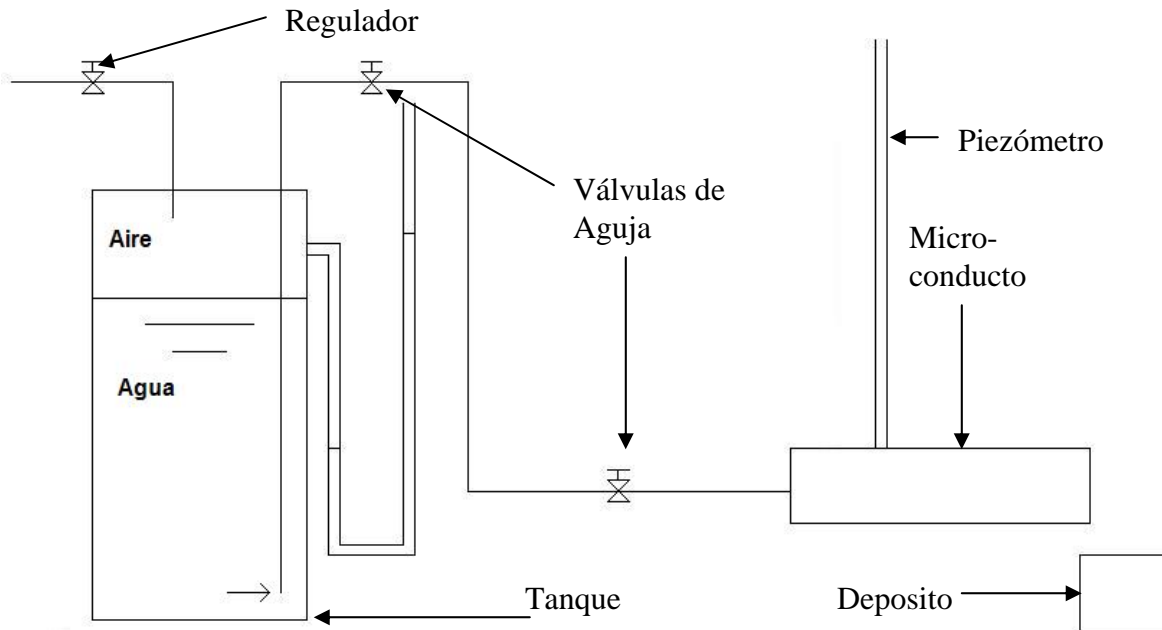 Regulador
Piezómetro
Válvulas de
Aguja
Micro-
conducto
Aire
Agua
Tanque
Deposito